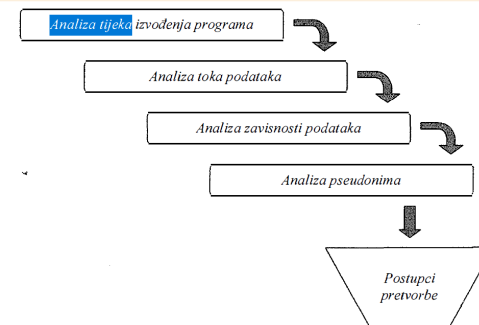 Analiza tijeka izvođenja programa
Analiza toka podataka
Analiza zavisnosti podataka
Analiza pseudonima
Postupci
pretvorbe